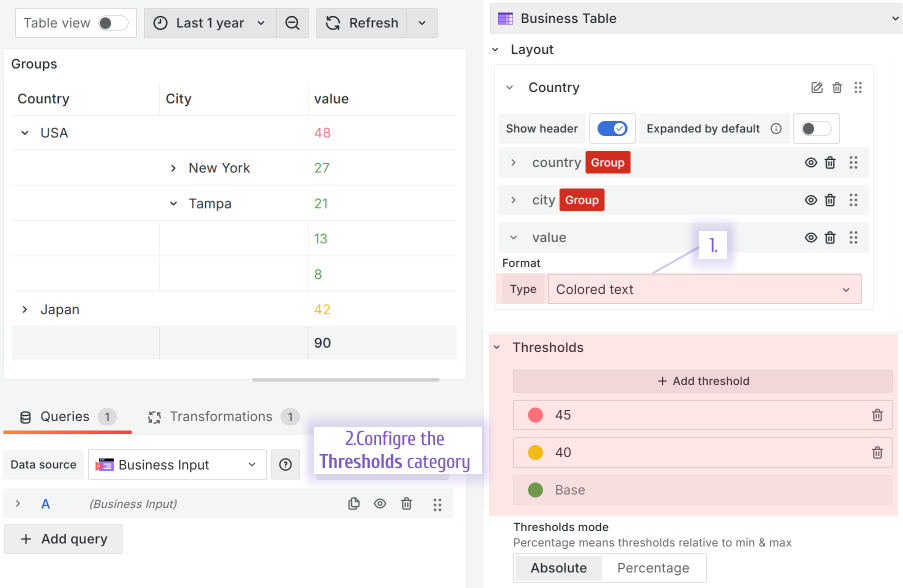 Table view
Last 1 year
Refresh
Groups
Country City value
USA 48
New York 27
Tampa 21
13
8
Japan 42
90
Queries 1
Transformations 1
2.Configre the
Thresholds category
Data source
Business Input
A
(Business Input)
+ Add query
Business Table
Layout
Country
Show header
Expanded by default
country Group
city Group
value
1.
Format
Type
Colored text
Thresholds
+ Add threshold
45
40
Base
Thresholds mode
Percentage means thresholds relative to min & max
Absolute Percentage